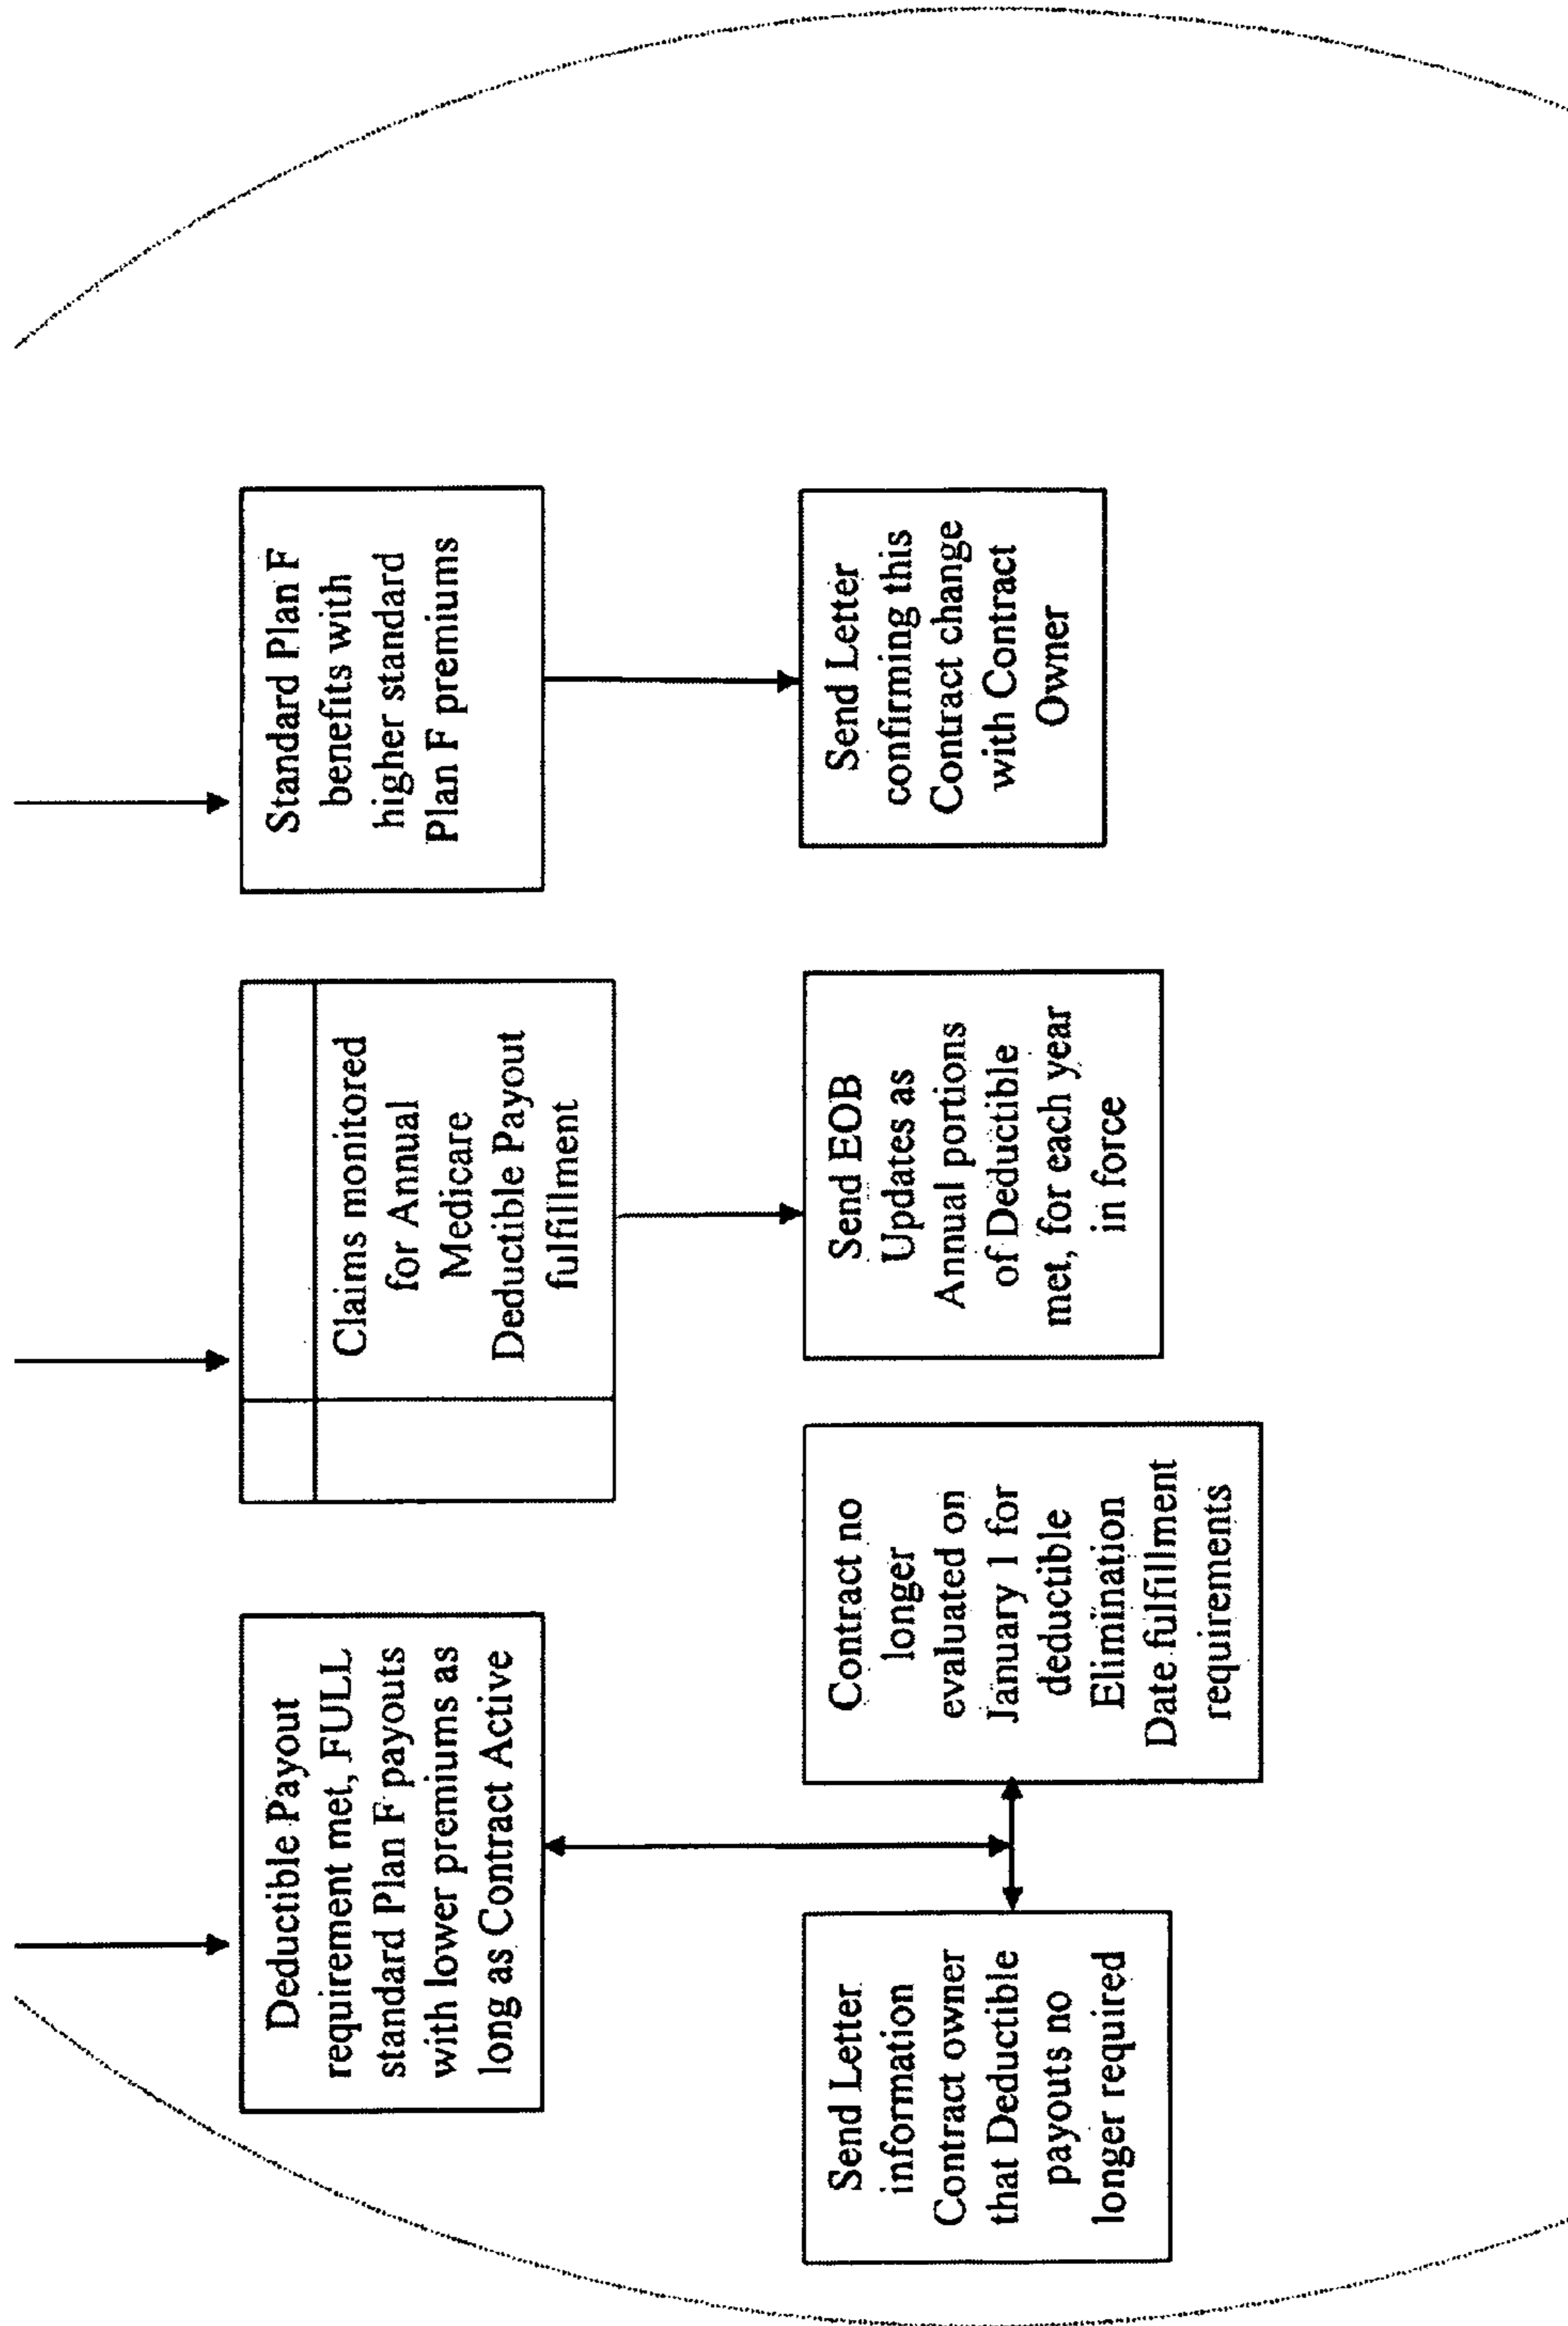 Deductible Payout
requirement met, FULL
standard Plan F payouts
with lower premiums as
long as Contract Active
Claims monitored
for Annual
Medicare
Deductible Payout
fulfillment
Standard Plan F
benefits with
higher standard
Plan F premiums
Send Letter
information
Contract owner
that Deductible
payouts no
longer required
Contract no
longer
evaluated on
January 1 for
deductible
Elimination
Date fulfillment
requirements
Send EOB
Updates as
Annual portions
of Deductible
met, for each year
in force
Send Letter
confirming this
Contract change
with Contract
Owner